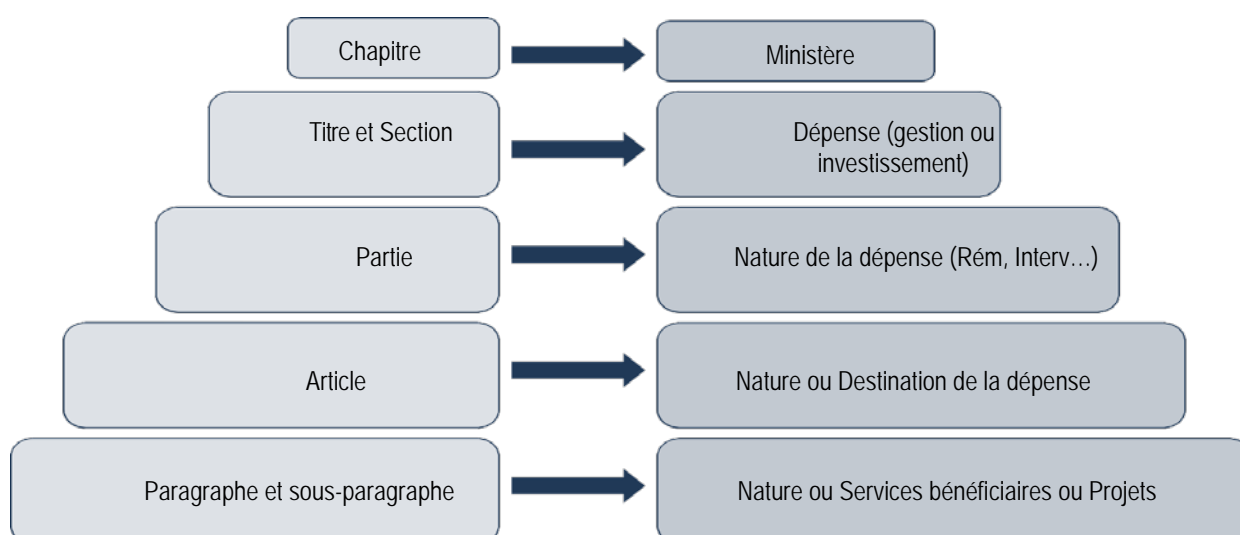 Chapitre
Ministère
Titre et Section
Dépense (gestion ou
investissement)
Partie
Nature de la dépense (Rém, Interv…)
Article
Nature ou Destination de la dépense
Paragraphe et sous-paragraphe
Nature ou Services bénéficiaires ou Projets